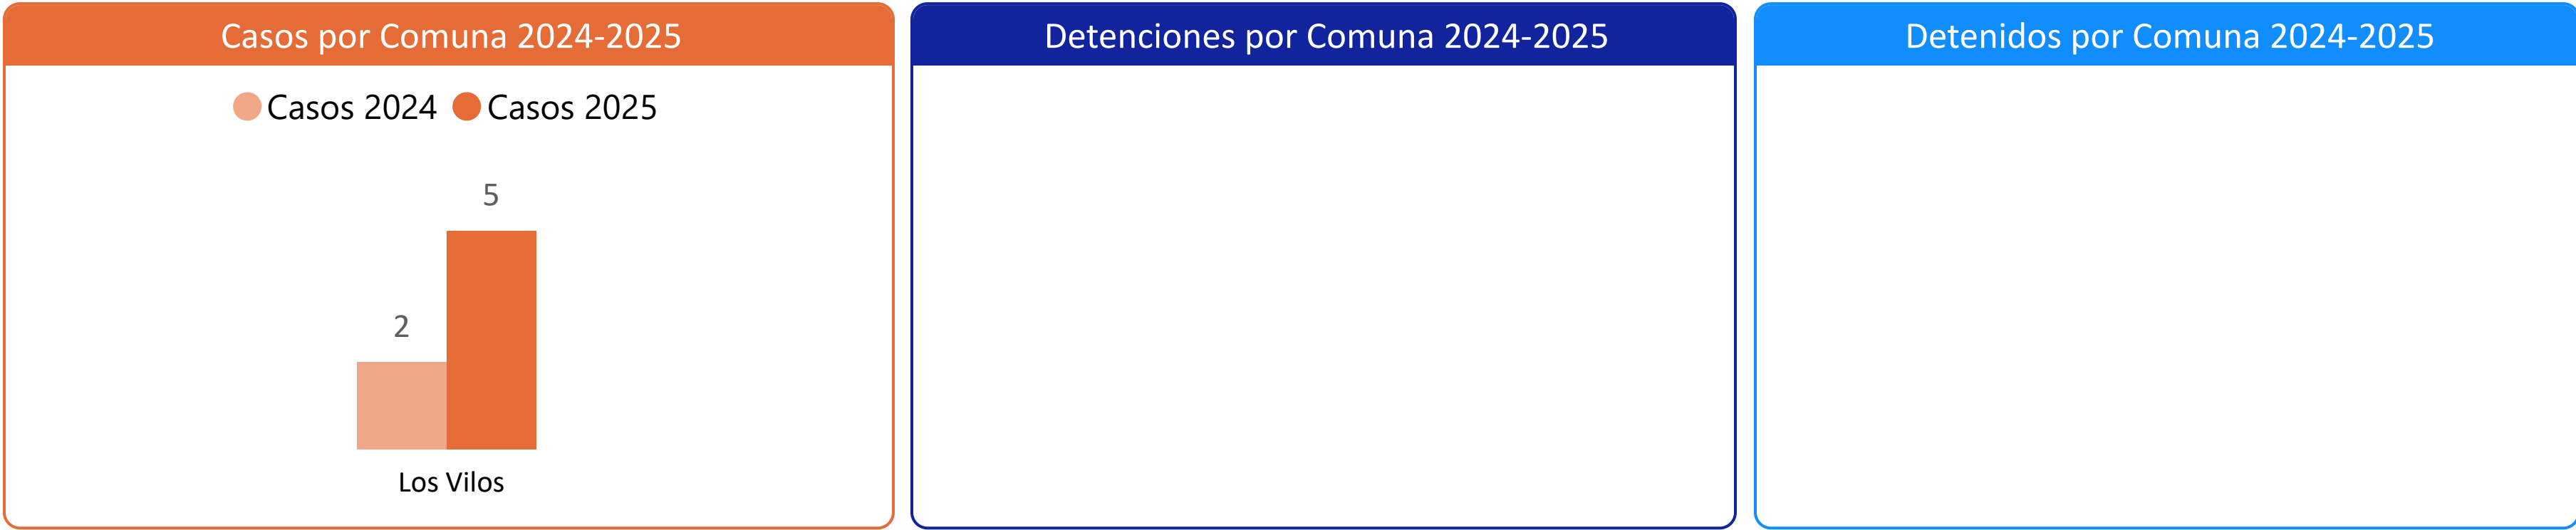 Casos por Comuna 2024-2025
Casos 2024 Casos 2025
5
2
Los Vilos
Detenciones por Comuna 2024-2025
Detenidos por Comuna 2024-2025